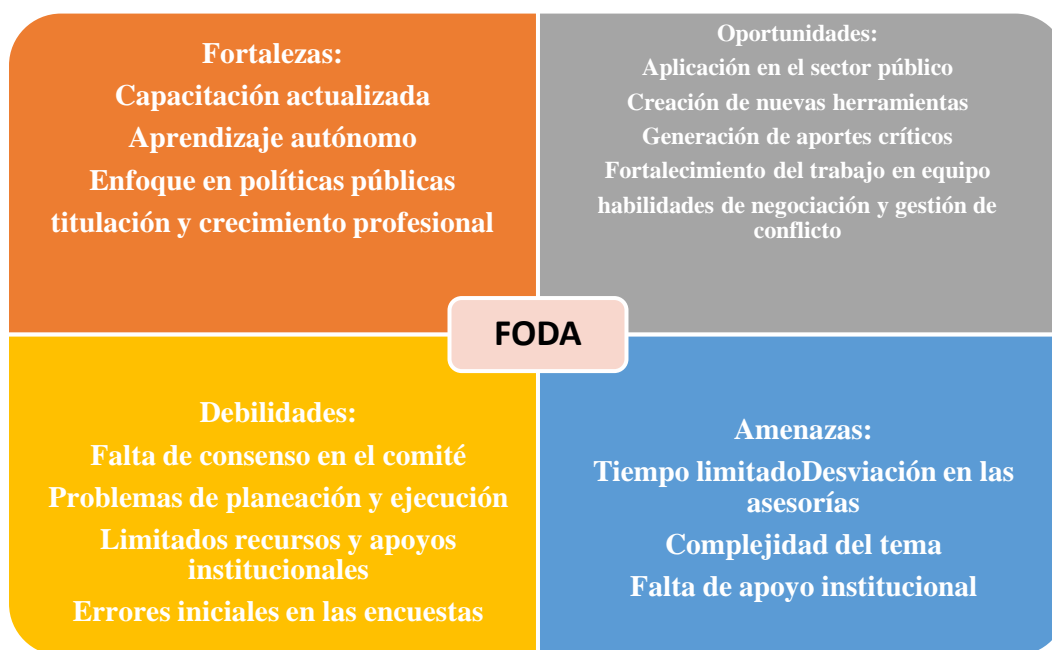 Fortalezas:
Capacitación actualizada
Aprendizaje autónomo
Enfoque en políticas públicas
titulación y crecimiento profesional
Oportunidades:
Aplicación en el sector público
Creación de nuevas herramientas
Generación de aportes críticos
Fortalecimiento del trabajo en equipo
habilidades de negociación y gestión de
conflicto
FODA
Debilidades:
Falta de consenso en el comité
Problemas de planeación y ejecución
Limitados recursos y apoyos
institucionales
Errores iniciales en las encuestas
Amenazas:
Tiempo limitadoDesviación en las
asesorías
Complejidad del tema
Falta de apoyo institucional